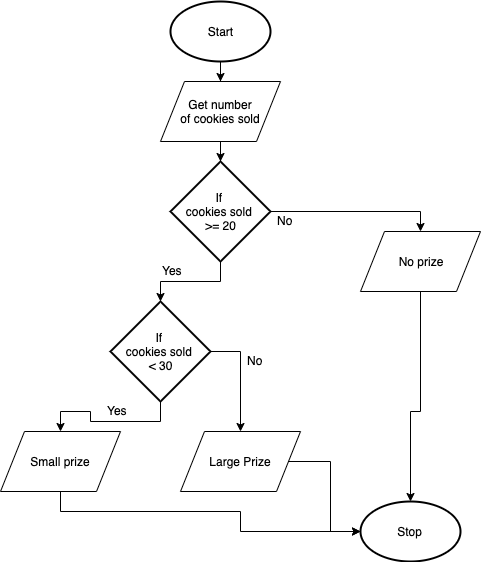 Start
Get number
of cookies sold
If
cookies sold
>= 20
No
No prize
Yes
If
cookies sold
< 30
No
Yes
Small prize
Large Prize
Stop